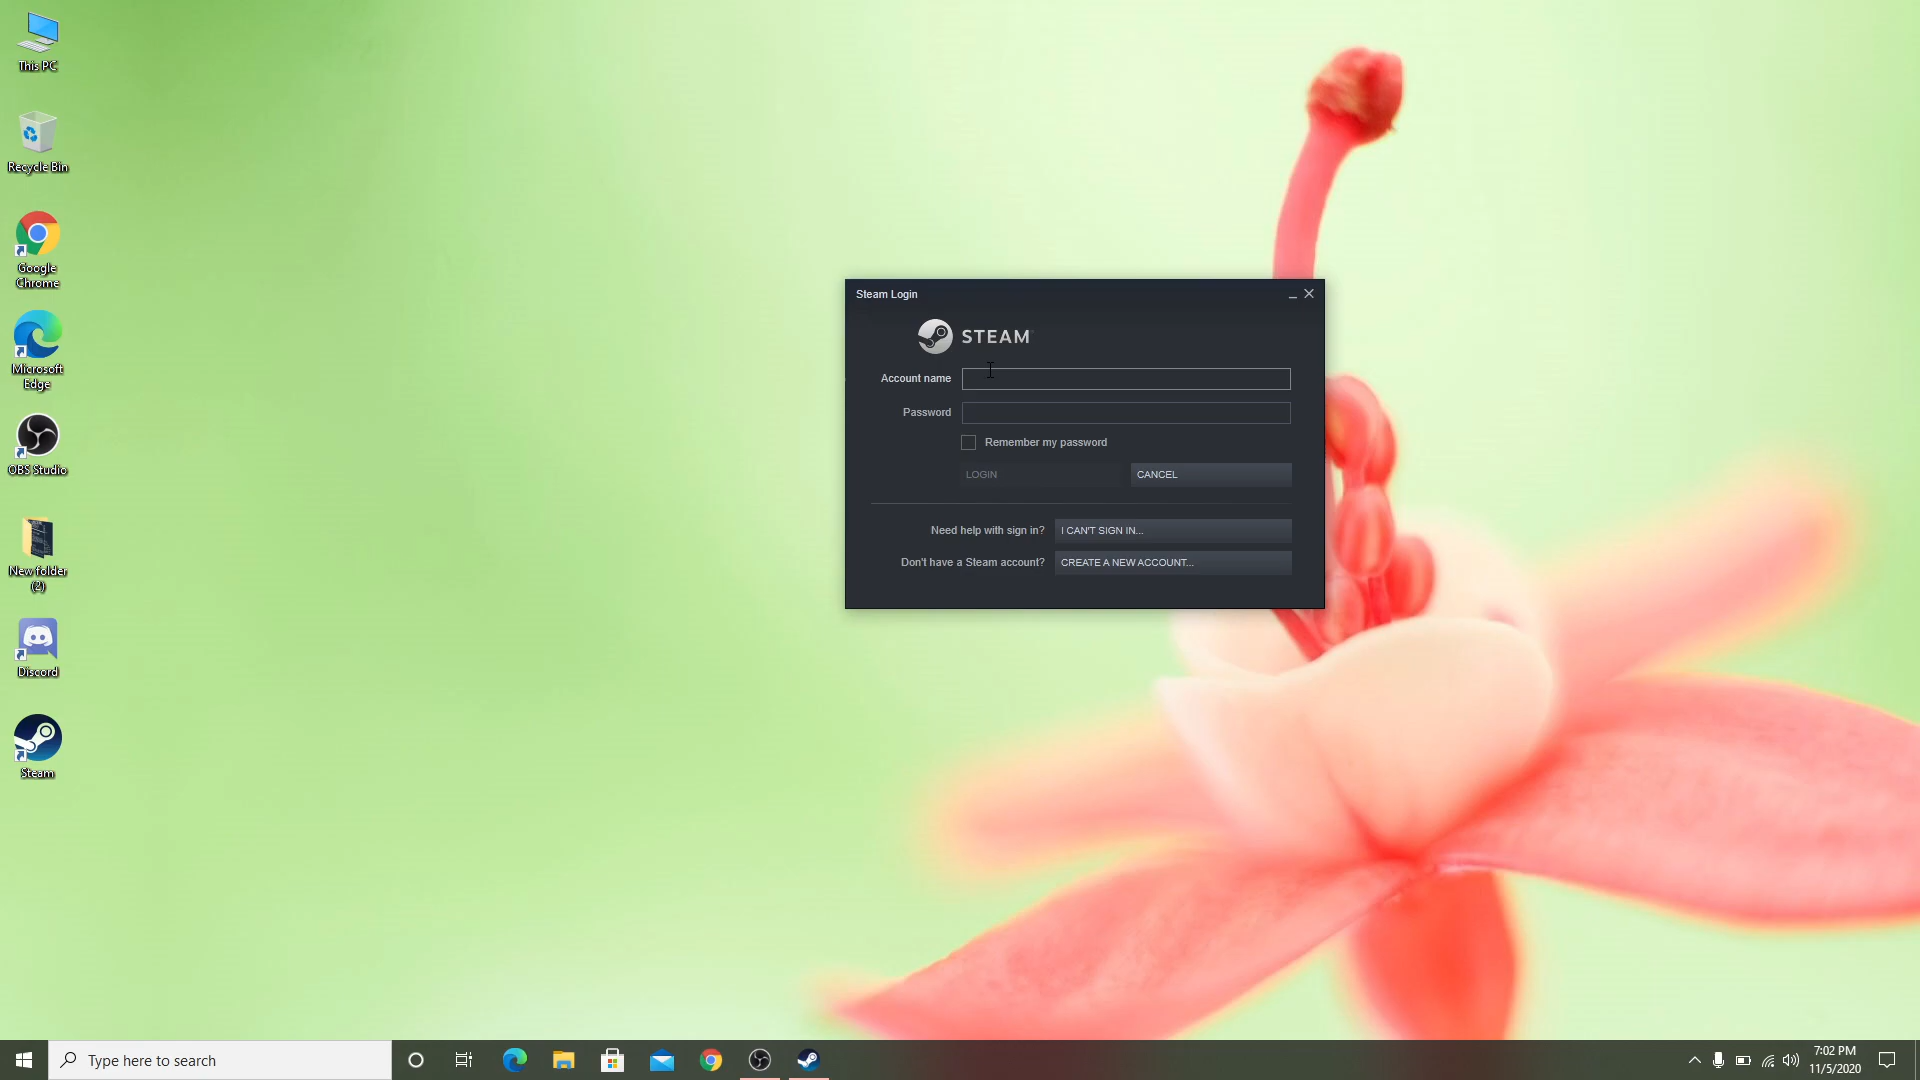 This PC
Recycle Bin
Google
Chrome
Microsoft
Edge
OBS Studio
New folder
(2)
Discord
Steam
Steam Login
STEAM
Account name
Password
Remember my password
LOGIN
CANCEL
Need help with sign in?
I CAN'T SIGN IN...
Don't have a Steam account?
CREATE A NEW ACCOUNT...
Type here to search
7:02 PM
11/5/2020